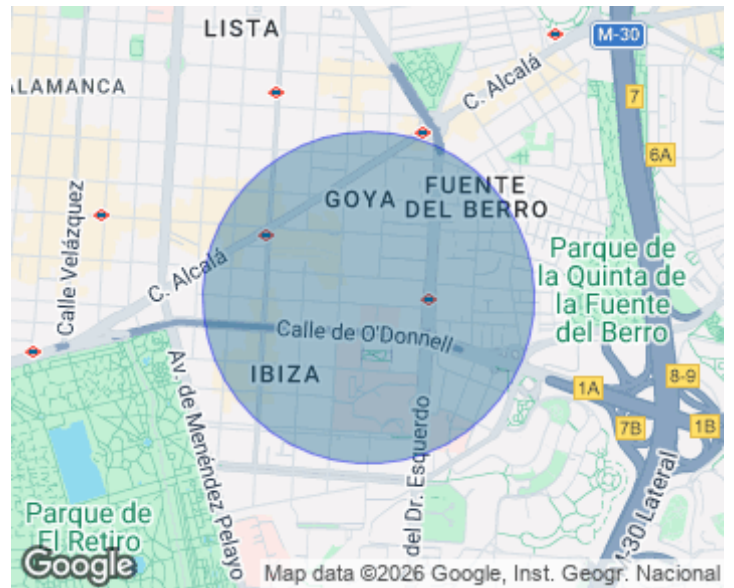 LISTA
M-30
ALAMANCA
C. Alcalá
7
6A
GOYA
FUENTE
DEL BERRO
Calle Velázquez
Parque de
la Quinta de
la Fuente
del Berro
C. Alcalá
Calle de O'Donnell
IBIZA
Av. de Menéndez Pelayo
1A
8-9
7B
1B
del Dr. Esquerdo
M-30 Lateral
Parque de
El Retiro
Google
Map data ©2026 Google, Inst. Geogr. Nacional